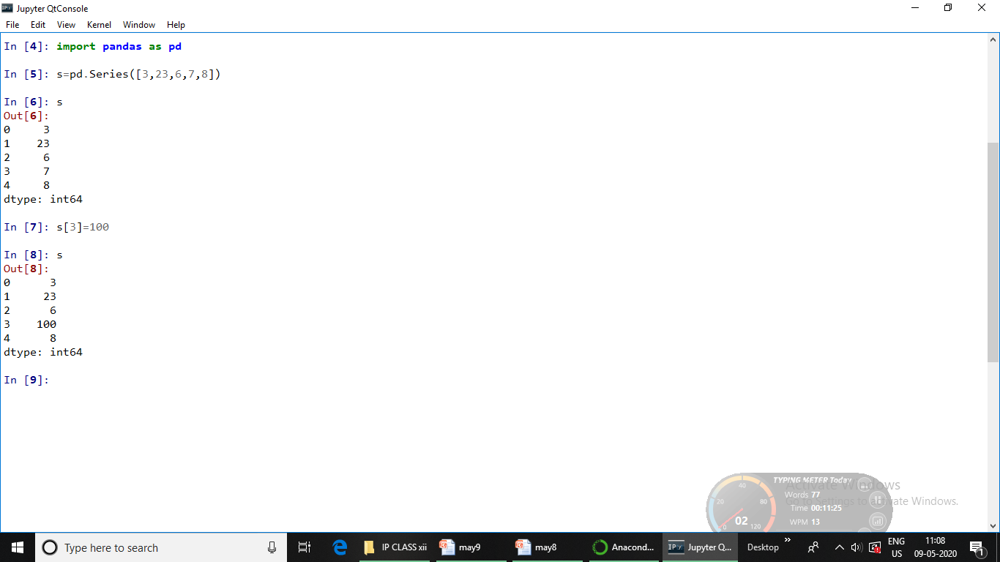 IP[y] Jupyter QtConsole
File Edit View Kernel Window Help
In [4]: import pandas as pd
In [5]: s=pd.Series([3,23,6,7,8])
In [6]: s
Out[6]:
0     3
1    23
2     6
3     7
4     8
dtype: int64
In [7]: s[3]=100
In [8]: s
Out[8]:
0      3
1     23
2      6
3    100
4      8
dtype: int64
In [9]:
TYPING METER Today
Activate Windows
Words 77
Go to Settings to activate Windows.
Time 00:11:25
WPM 13
0 20 40 80 120
02
Type here to search
IP CLASS xii
may9
may8
Anacond...
IP[y] Jupyter Q...
Desktop
ENG
US
11:08
09-05-2020
1